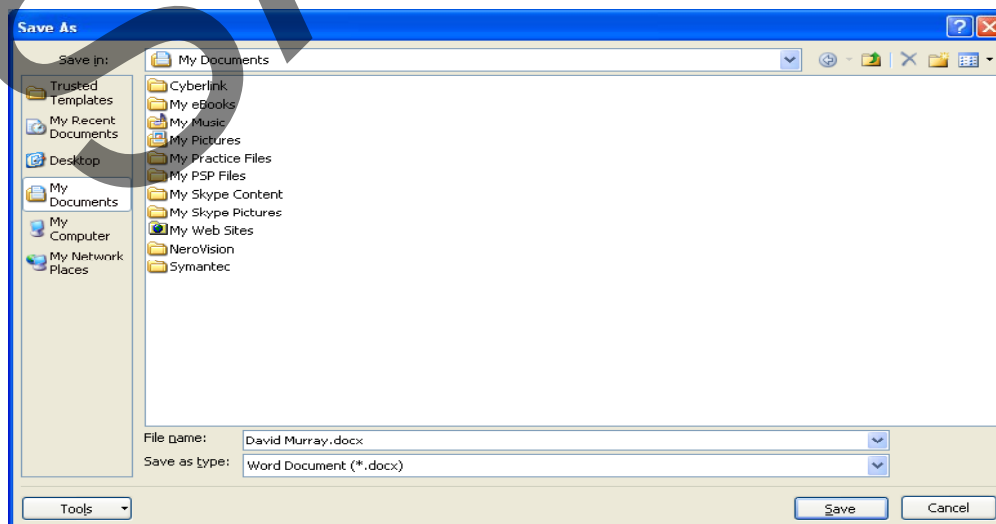 Save As
Save in:
My Documents
Trusted
Templates
My Recent
Documents
Desktop
My
Documents
My
Computer
My Network
Places
Cyberlink
My eBooks
My Music
My Pictures
My Practice Files
My PSP Files
My Skype Content
My Skype Pictures
My Web Sites
NeroVision
Symantec
File name:
David Murray.docx
Save as type:
Word Document (*.docx)
Tools
Save
Cancel